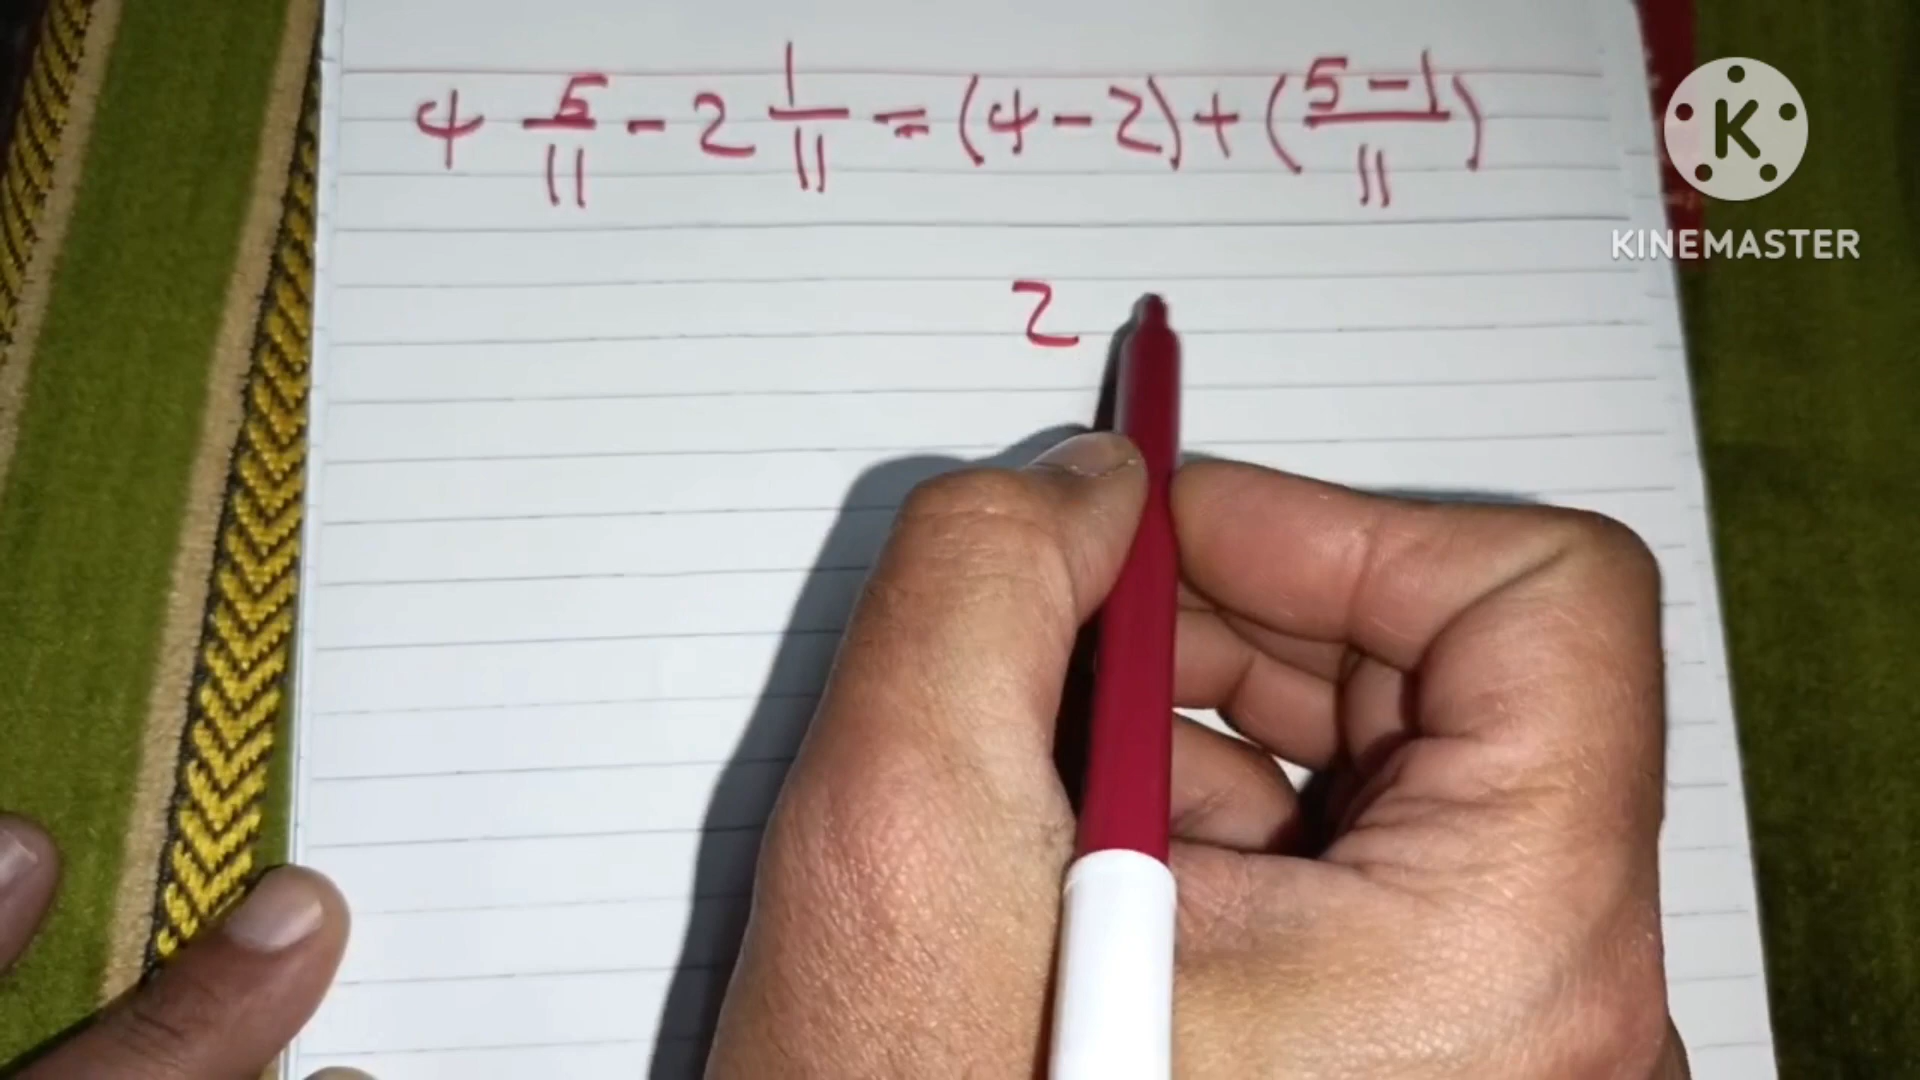 4 5/11 - 2 1/11 = (4-2) + (5-1/11)
K
KINEMASTER
2